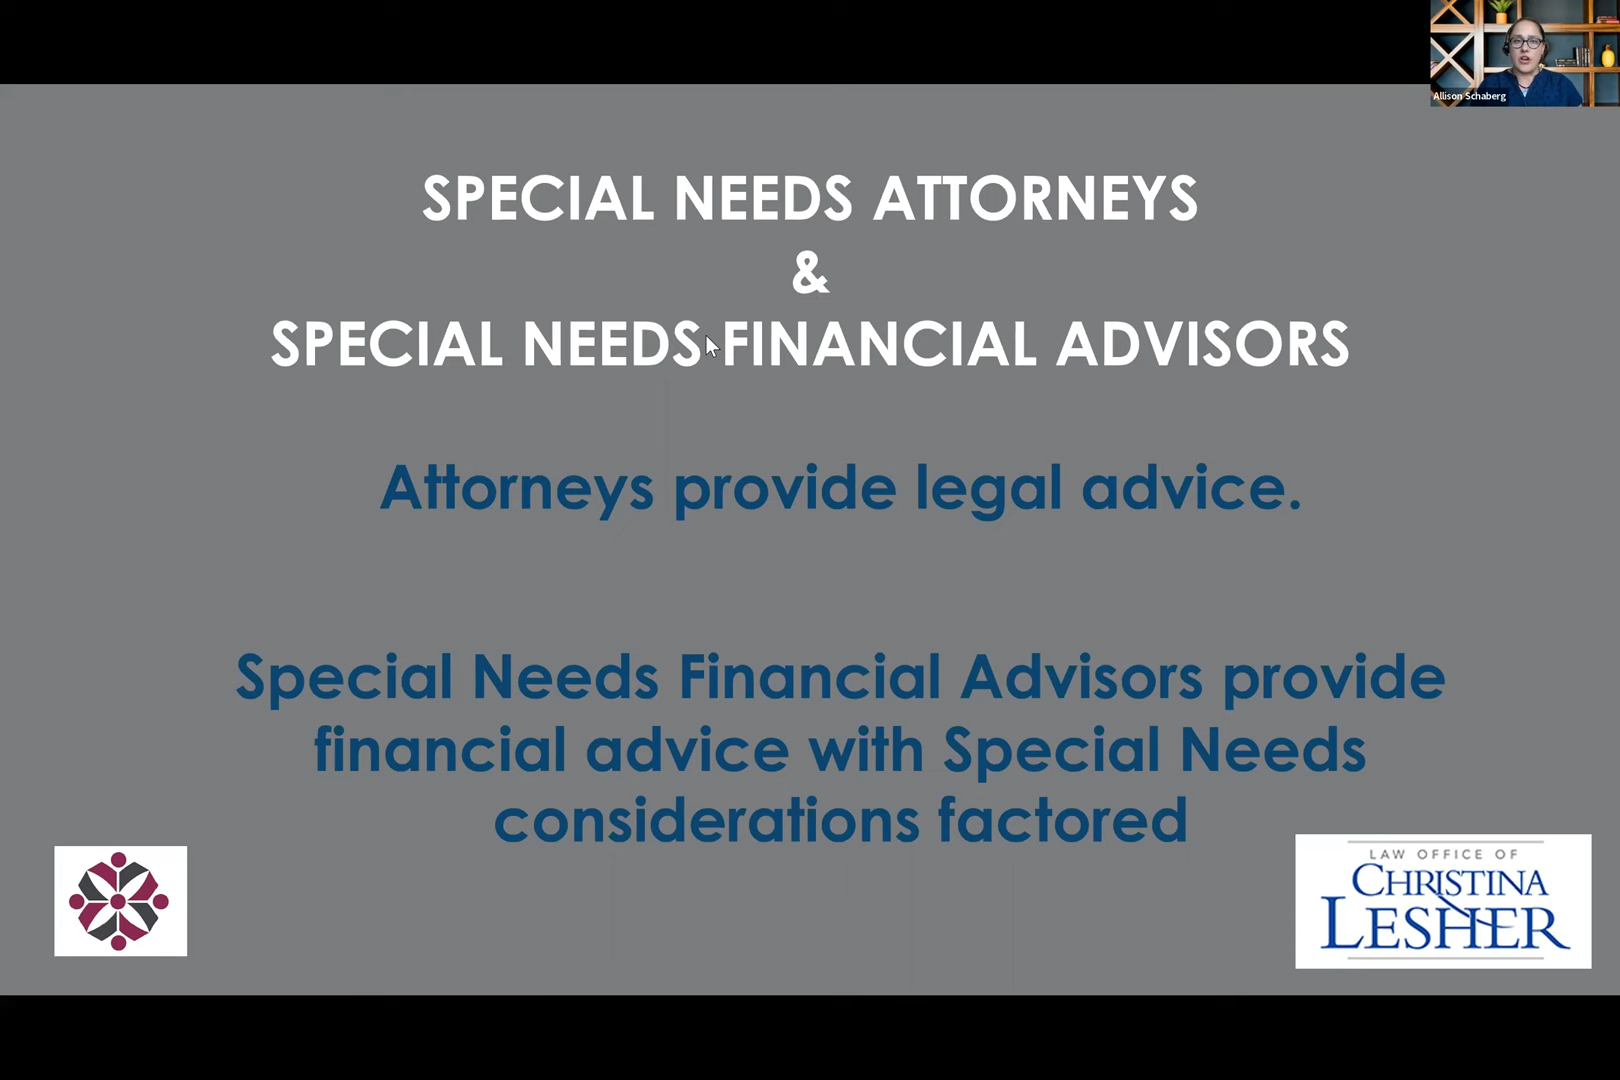 Allison Schaberg
SPECIAL NEEDS ATTORNEYS
&
SPECIAL NEEDS FINANCIAL ADVISORS
Attorneys provide legal advice.
Special Needs Financial Advisors provide
financial advice with Special Needs
considerations factored
LAW OFFICE OF
CHRISTINA
LESHER